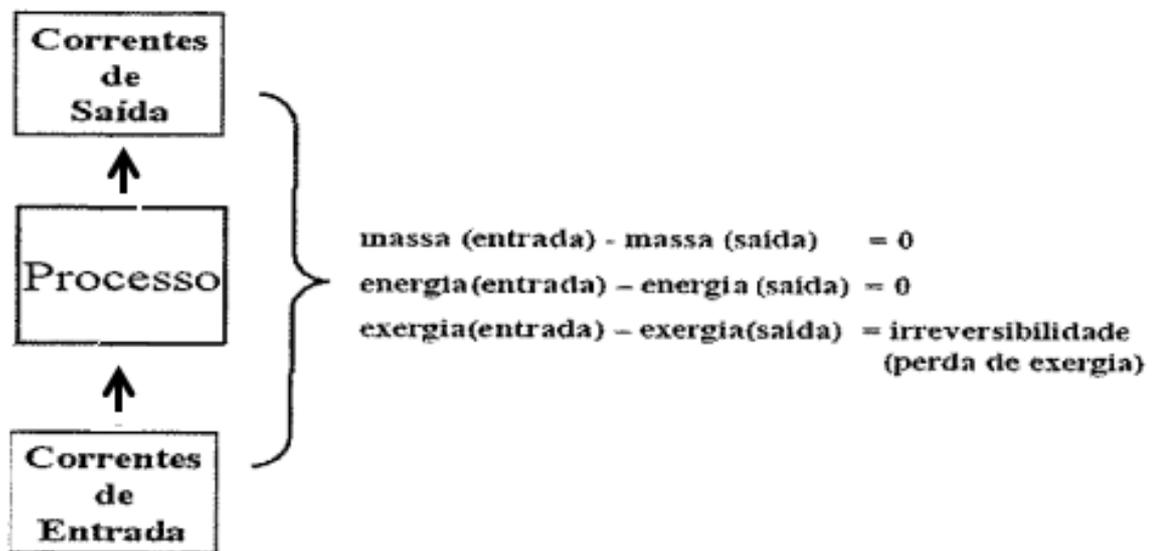 Correntes
de
Saída
Processo
massa (entrada) - massa (saída) = 0
energia(entrada) – energia (saída) = 0
exergia(entrada) – exergia(saída) = irreversibilidade
(perda de exergia)
Correntes
de
Entrada